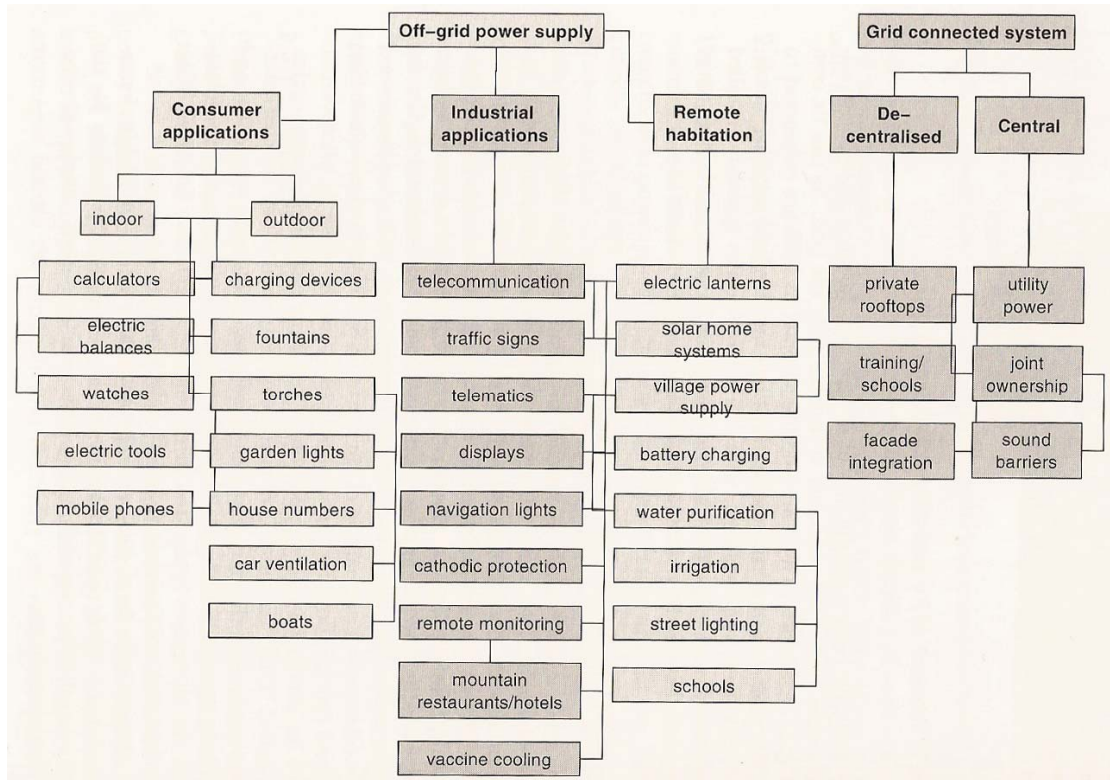 Off–grid power supply
Grid connected system
Consumer
applications
Industrial
applications
Remote
habitation
De–
centralised
Central
indoor
outdoor
calculators
charging devices
telecommunication
electric lanterns
private
rooftops
utility
power
electric
balances
fountains
traffic signs
solar home
systems
watches
torches
telematics
village power
supply
training/
schools
joint
ownership
electric tools
garden lights
displays
battery charging
facade
integration
sound
barriers
mobile phones
house numbers
navigation lights
water purification
car ventilation
cathodic protection
irrigation
boats
remote monitoring
street lighting
mountain
restaurants/hotels
schools
vaccine cooling